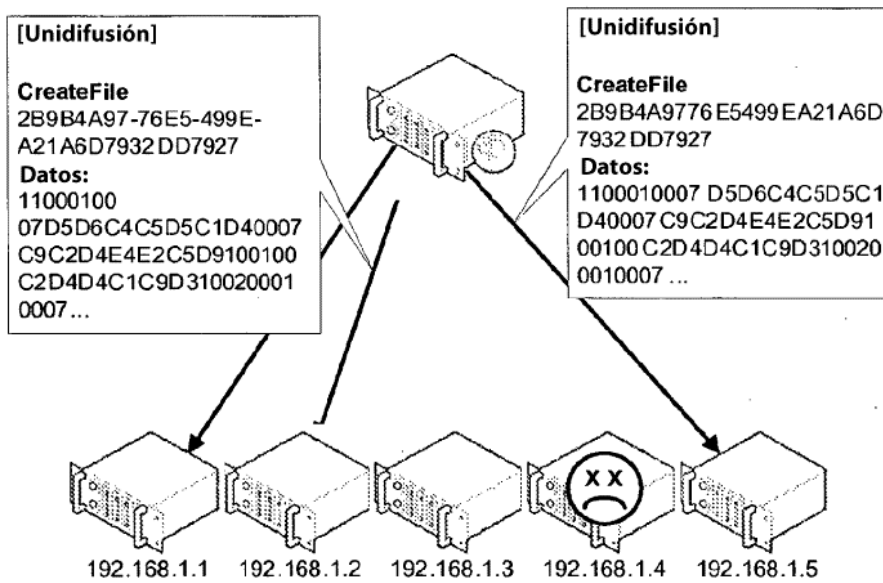 [Unidifusión]
CreateFile
2B9B4A97-76E5-499E-
A21A6D7932DD7927
Datos:
11000100
07D5D6C4C5D5C1D40007
C9C2D4E4E2C5D9100100
C2D4D4C1C9D310020001
0007...
[Unidifusión]
CreateFile
2B9B4A9776E5499EA21A6D
7932DD7927
Datos:
1100010007 D5D6C4C5D5C1
D40007C9C2D4E4E2C5D91
00100C2D4D4C1C9D310020
0010007 ...
X X
192.168.1.1 192.168.1.2 192.168.1.3 192.168.1.4 192.168.1.5